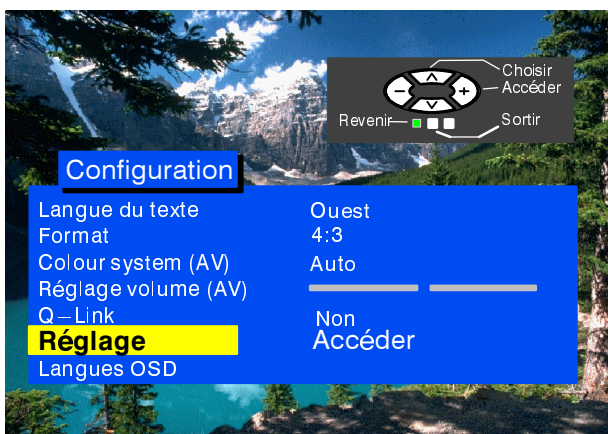 Choisir
Accéder
Revenir
Sortir
Configuration
Langue du texte Ouest
Format 4:3
Colour system (AV) Auto
Réglage volume (AV)
Q–Link Non
Réglage Accéder
Langues OSD